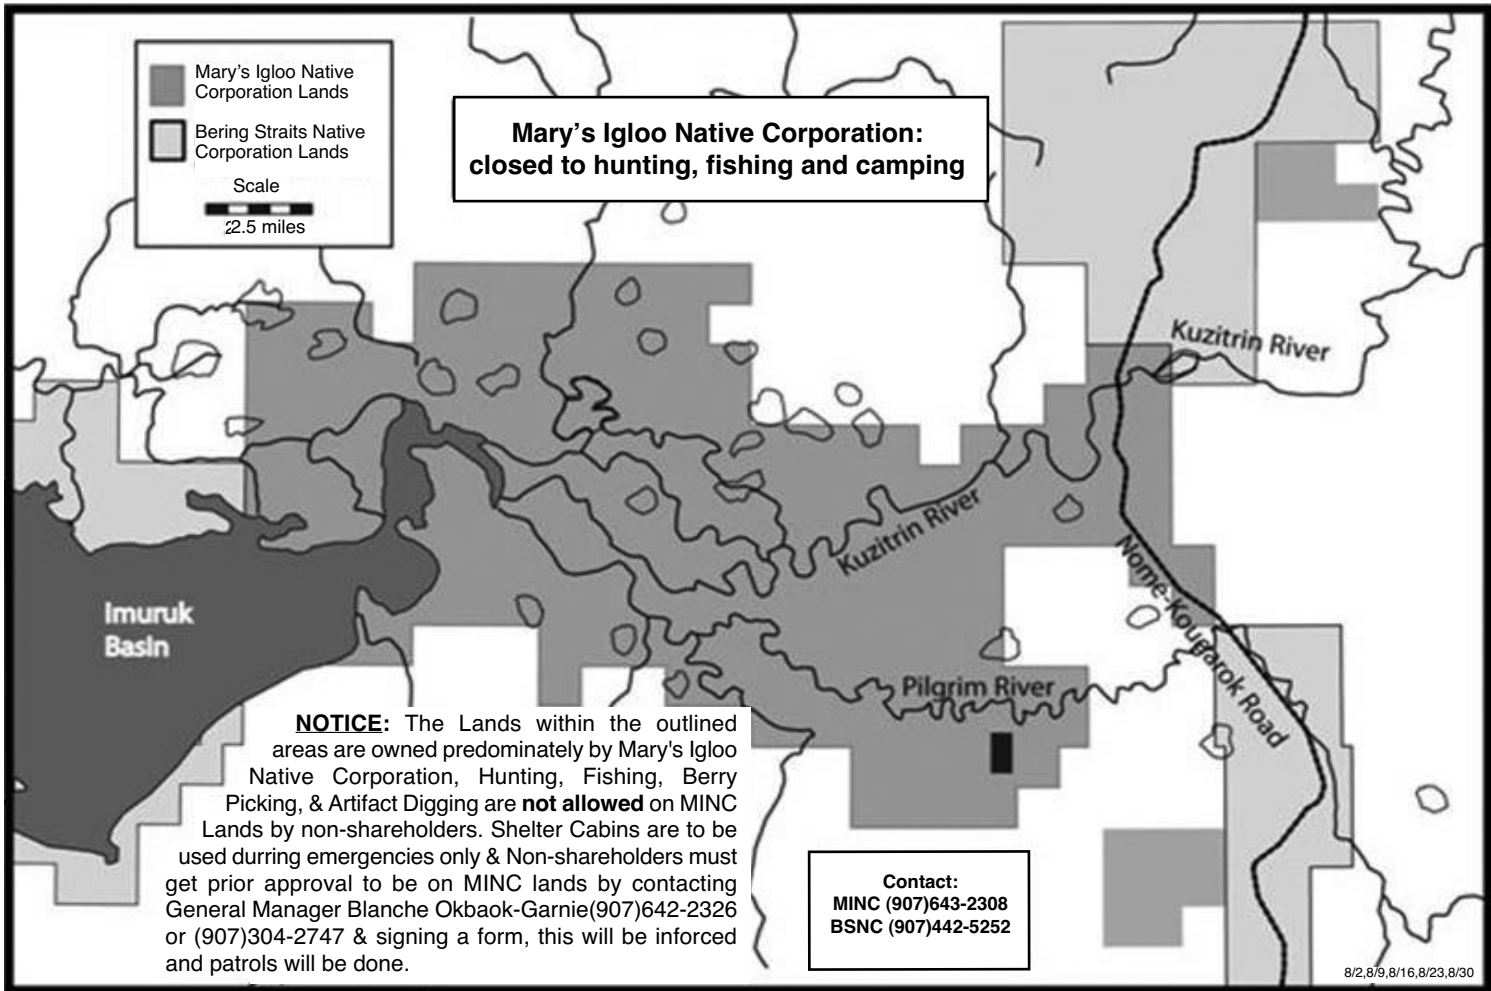 Mary's Igloo Native
Corporation Lands
Bering Straits Native
Corporation Lands
Scale
2.5 miles
Mary's Igloo Native Corporation:
closed to hunting, fishing and camping
Kuzitrin River
Kuzitrin River
Nome-Kougarok Road
Imuruk
Basin
Pilgrim River
NOTICE: The Lands within the outlined
areas are owned predominately by Mary's Igloo
Native Corporation, Hunting, Fishing, Berry
Picking, & Artifact Digging are not allowed on MINC
Lands by non-shareholders. Shelter Cabins are to be
used durring emergencies only & Non-shareholders must
get prior approval to be on MINC lands by contacting
General Manager Blanche Okbaok-Garnie(907)642-2326
or (907)304-2747 & signing a form, this will be inforced
and patrols will be done.
Contact:
MINC (907)643-2308
BSNC (907)442-5252
8/2,8/9,8/16,8/23,8/30